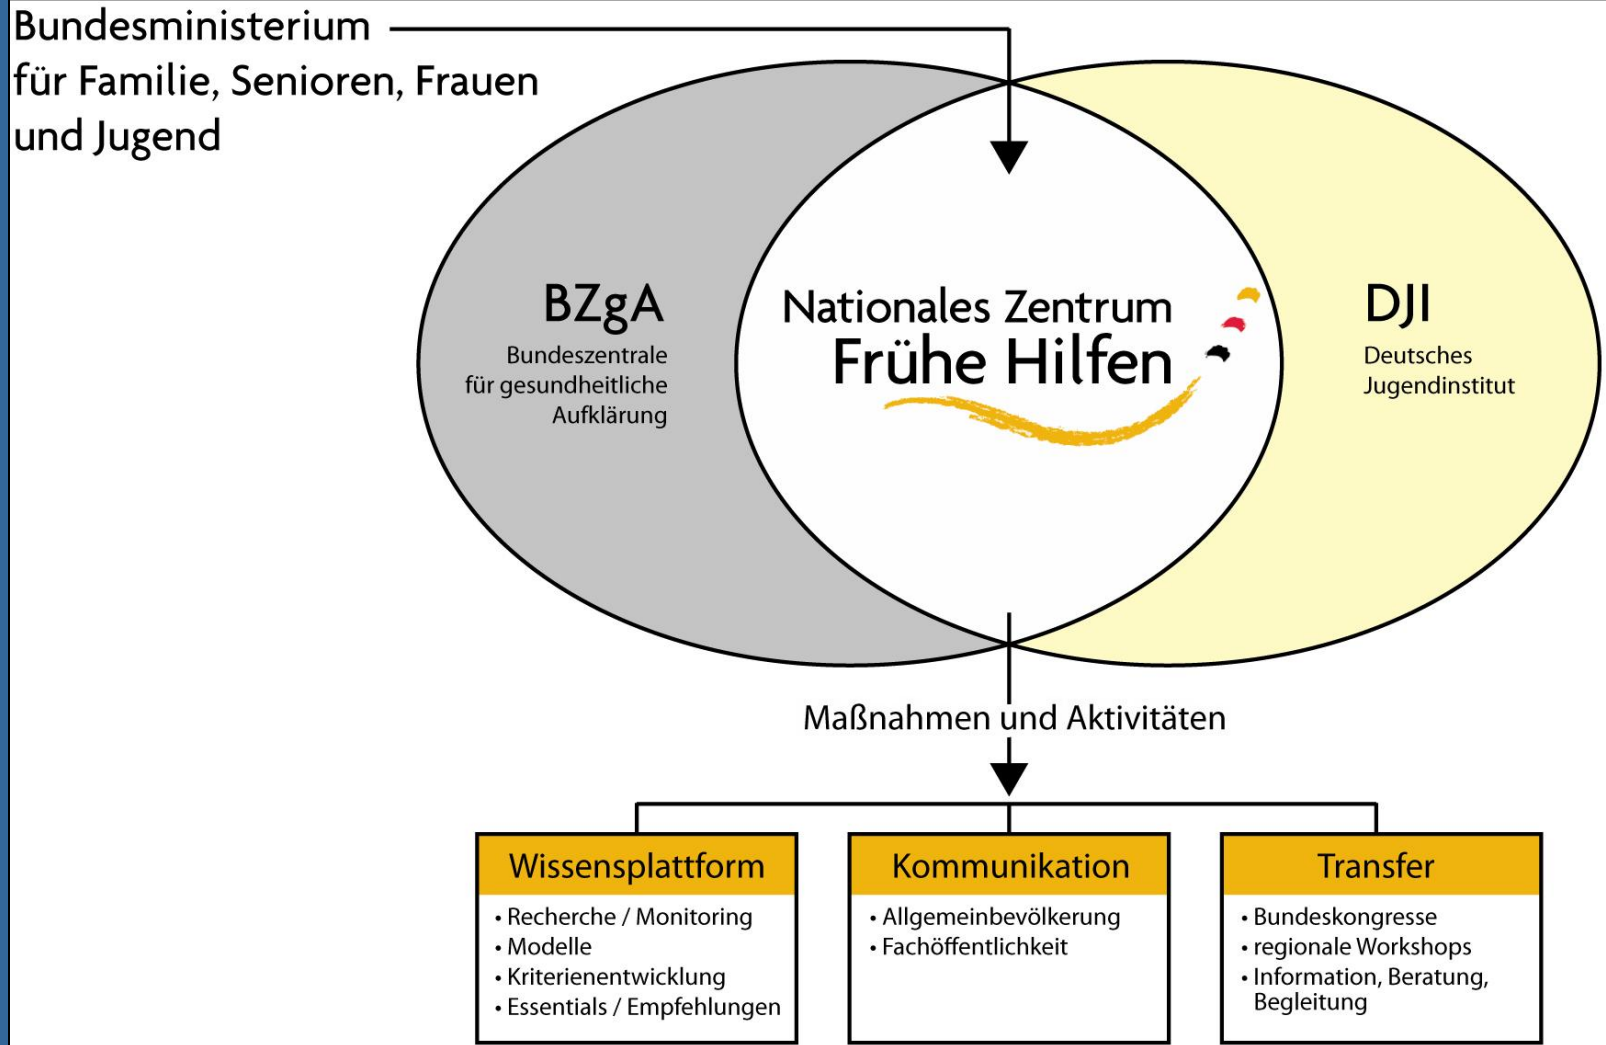 Bundesministerium
für Familie, Senioren, Frauen
und Jugend
BZgA
Bundeszentrale
für gesundheitliche
Aufklärung
Nationales Zentrum
Frühe Hilfen
DJI
Deutsches
Jugendinstitut
Maßnahmen und Aktivitäten
Wissensplattform
• Recherche / Monitoring
• Modelle
• Kriterienentwicklung
• Essentials / Empfehlungen
Kommunikation
• Allgemeinbevölkerung
• Fachöffentlichkeit
Transfer
• Bundeskongresse
• regionale Workshops
• Information, Beratung,
Begleitung